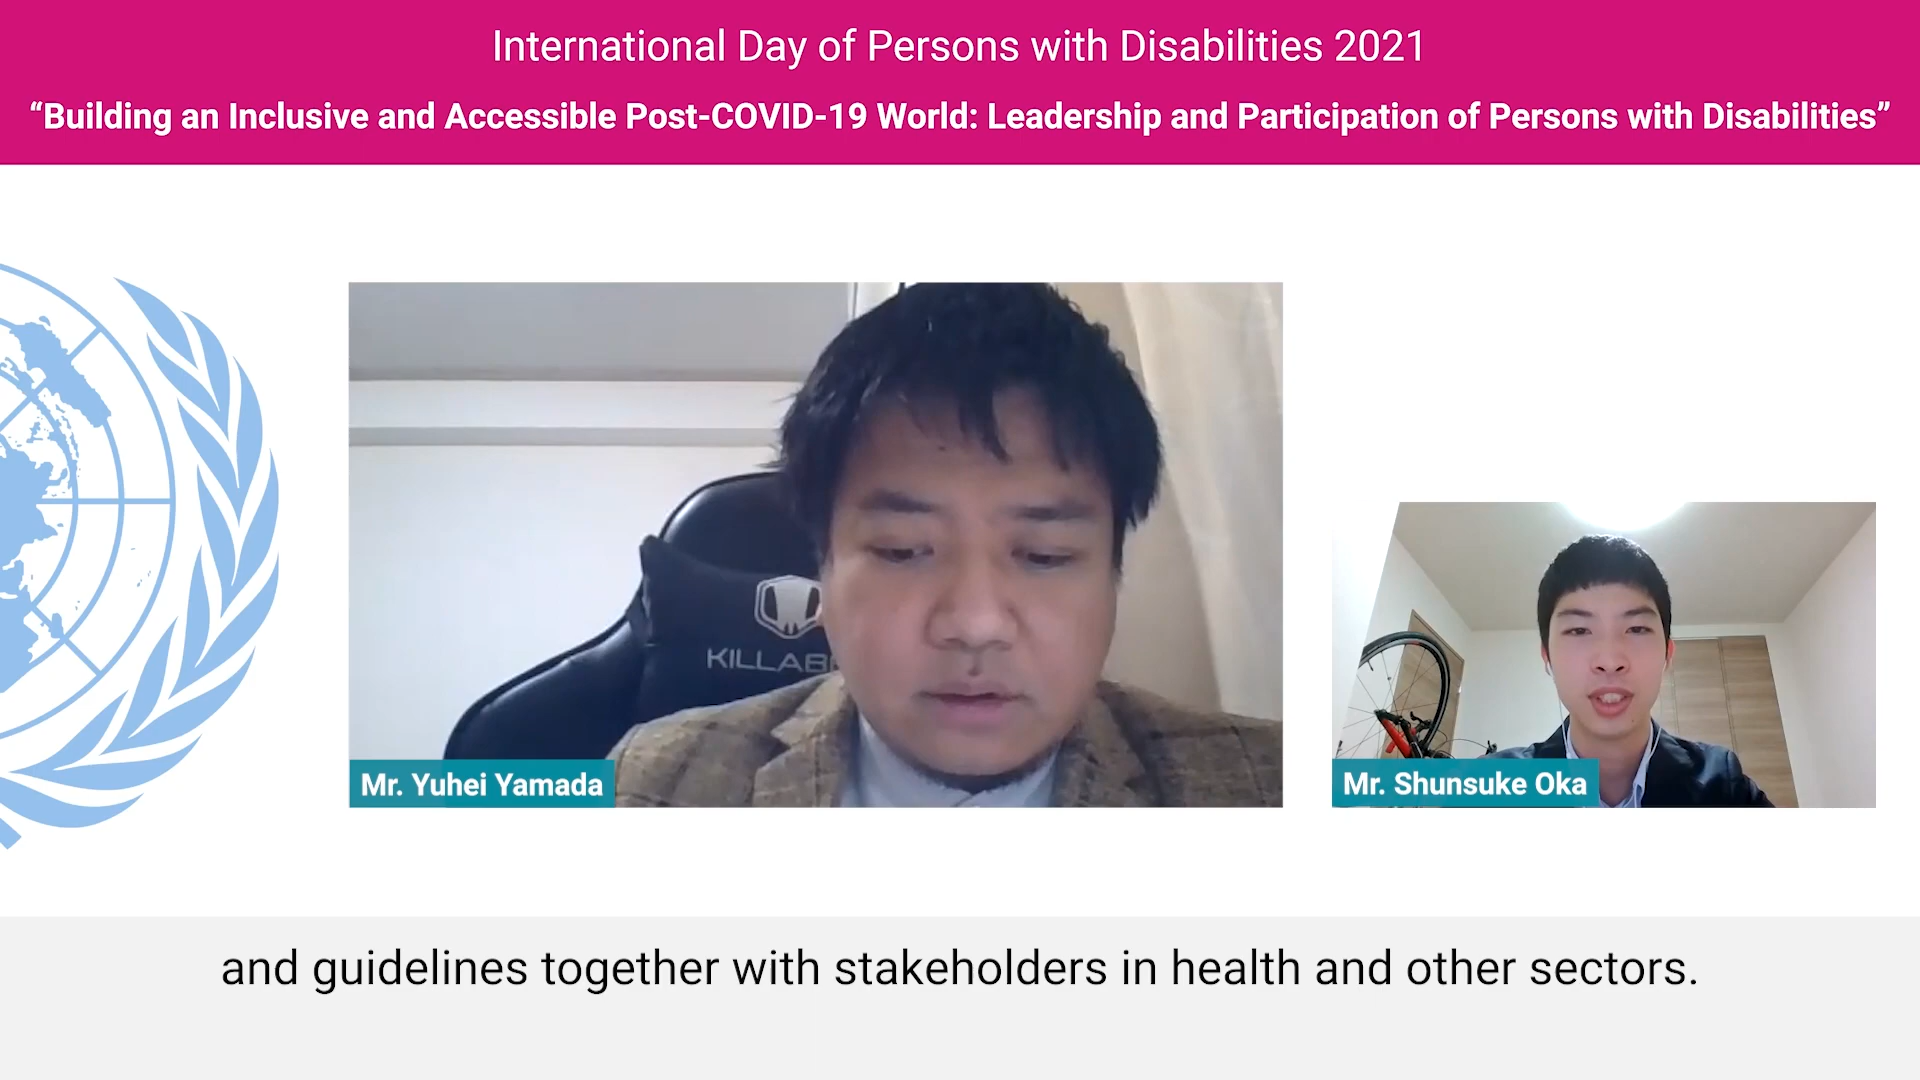 International Day of Persons with Disabilities 2021
“Building an Inclusive and Accessible Post-COVID-19 World: Leadership and Participation of Persons with Disabilities”
KILLAB
Mr. Yuhei Yamada
Mr. Shunsuke Oka
and guidelines together with stakeholders in health and other sectors.